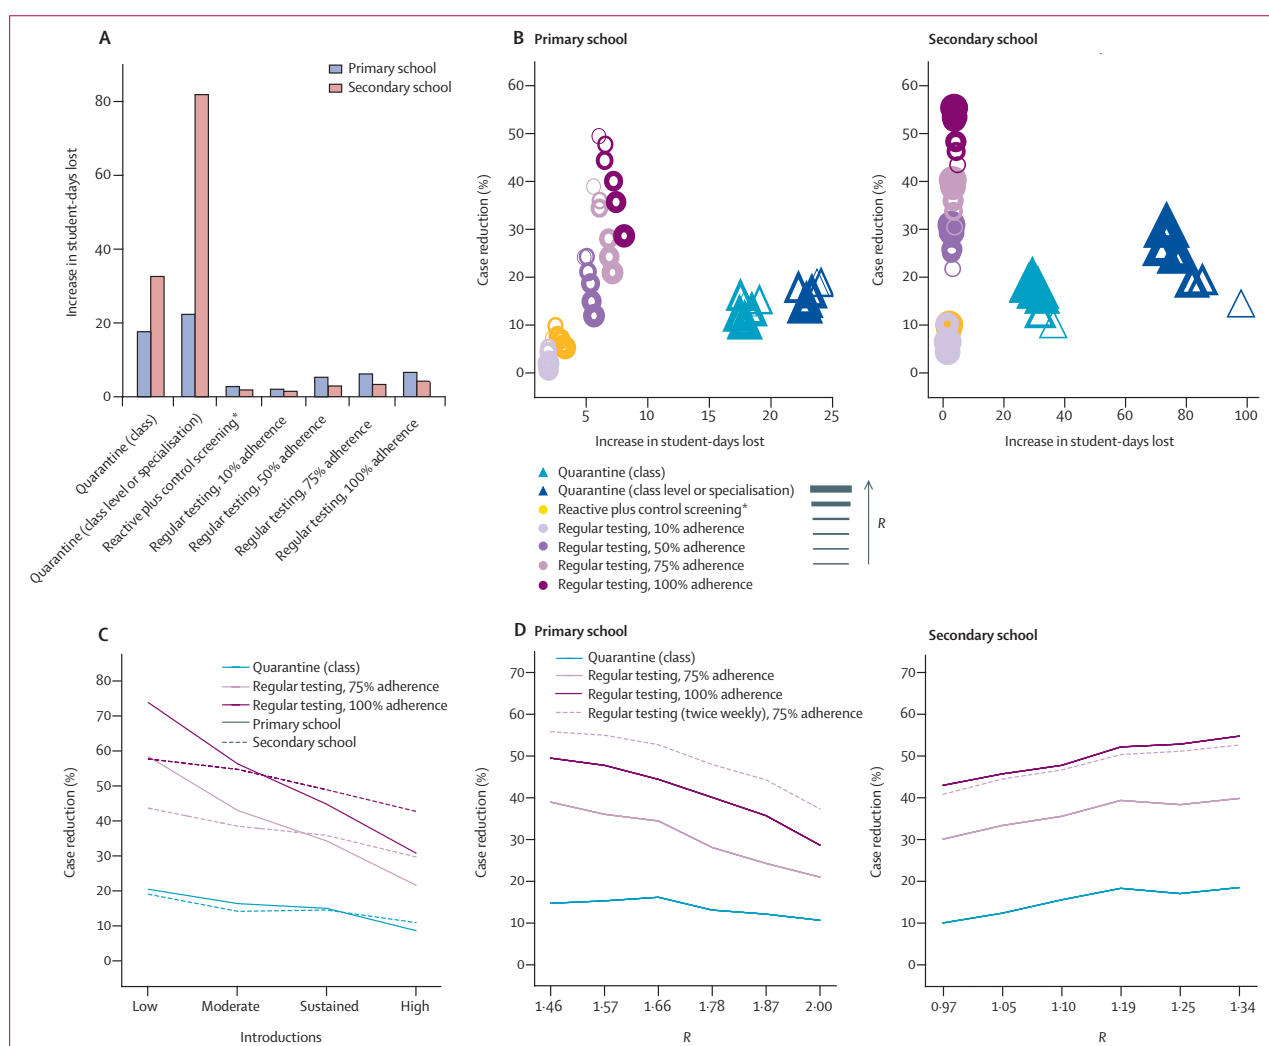 A
Primary school
Secondary school
Increase in student-days lost
80
60
40
20
0
Quarantine (class)
Quarantine (class level or specialisation)
Reactive plus control screening*
Regular testing, 10% adherence
Regular testing, 50% adherence
Regular testing, 75% adherence
Regular testing, 100% adherence
B Primary school
Case reduction (%)
60
50
40
30
20
10
0
5 10 15 20 25
Increase in student-days lost
Secondary school
Case reduction (%)
60
50
40
30
20
10
0
0 20 40 60 80 100
Increase in student-days lost
Quarantine (class)
Quarantine (class level or specialisation)
Reactive plus control screening*
Regular testing, 10% adherence
Regular testing, 50% adherence
Regular testing, 75% adherence
Regular testing, 100% adherence
R
C
Quarantine (class)
Regular testing, 75% adherence
Regular testing, 100% adherence
Primary school
Secondary school
Case reduction (%)
80
70
60
50
40
30
20
10
0
Low Moderate Sustained High
Introductions
D Primary school
Quarantine (class)
Regular testing, 75% adherence
Regular testing, 100% adherence
Regular testing (twice weekly), 75% adherence
Case reduction (%)
70
60
50
40
30
20
10
0
1·46 1·57 1·66 1·78 1·87 2·00
R
Secondary school
Case reduction (%)
70
60
50
40
30
20
10
0
0·97 1·05 1·10 1·19 1·25 1·34
R